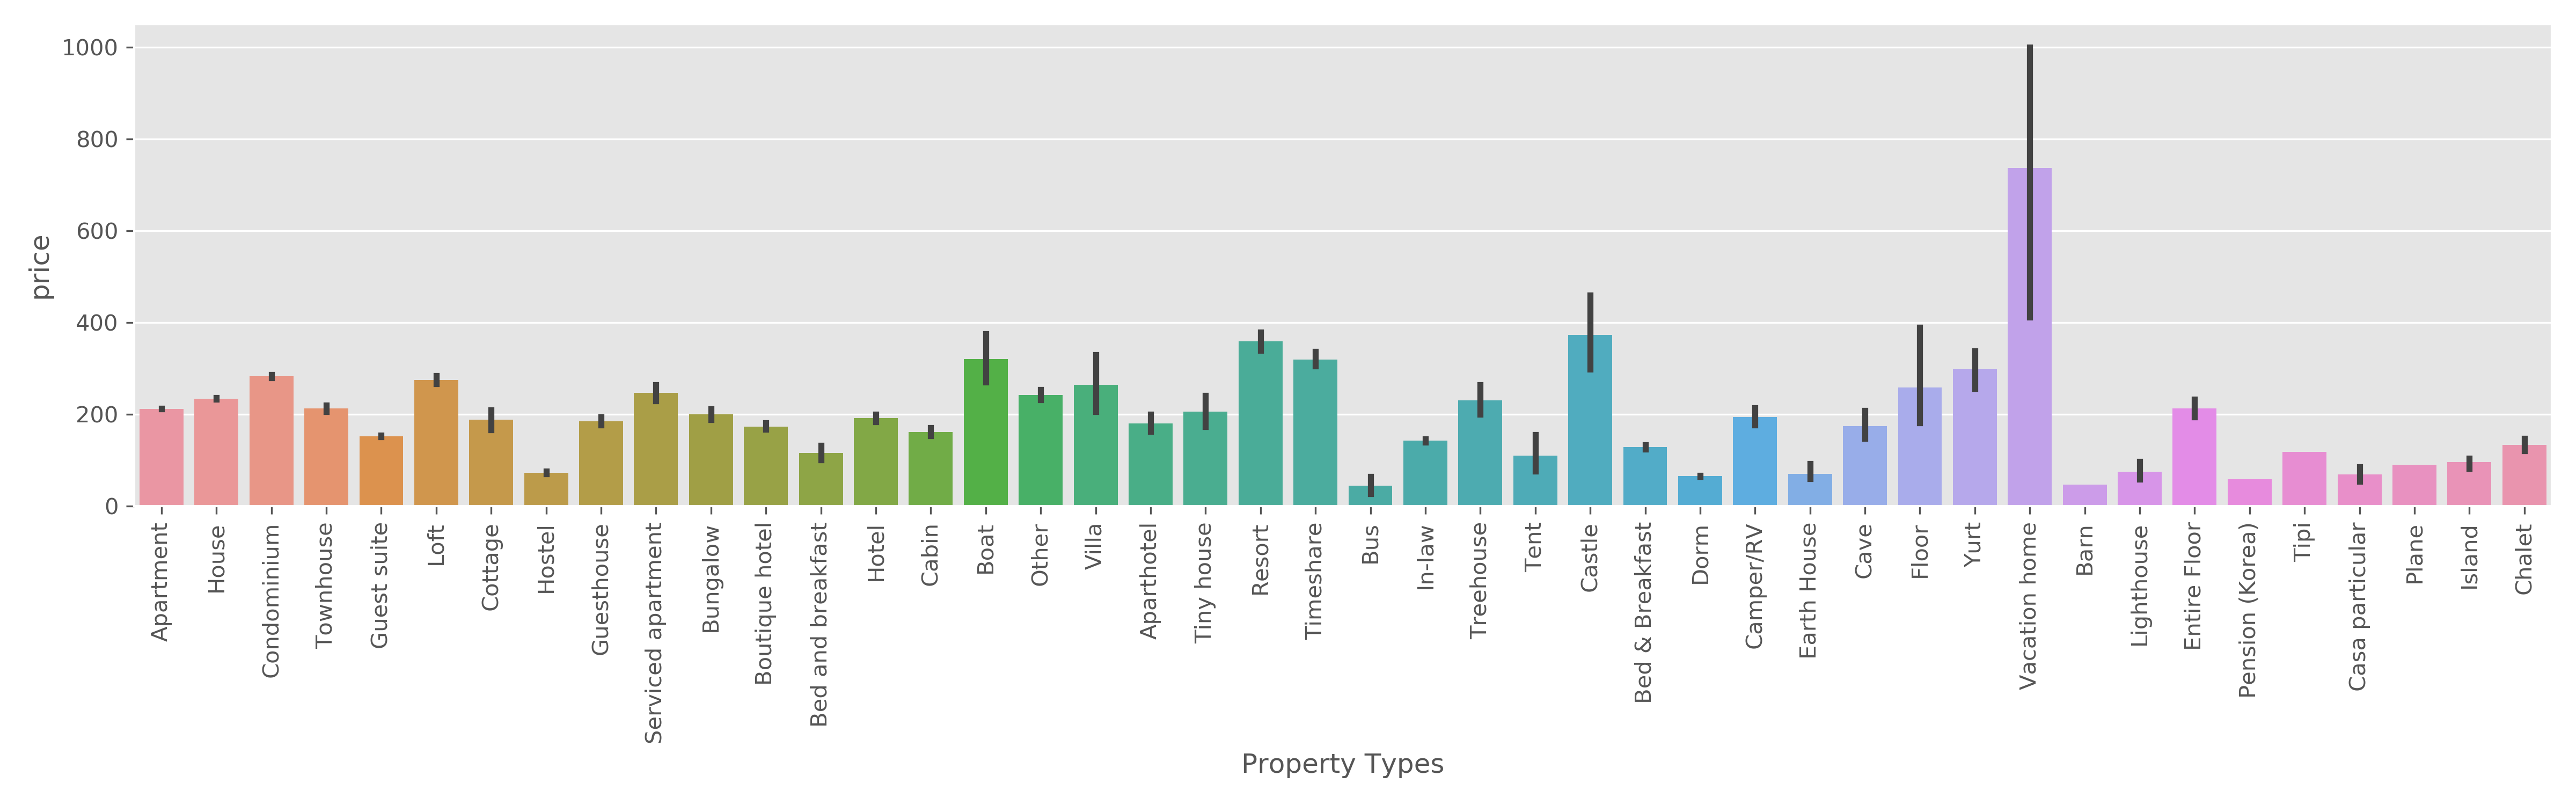 1000
800
600
400
200
0
price
Apartment
House
Condominium
Townhouse
Guest suite
Loft
Cottage
Hostel
Guesthouse
Serviced apartment
Bungalow
Boutique hotel
Bed and breakfast
Hotel
Cabin
Boat
Other
Villa
Aparthotel
Tiny house
Resort
Timeshare
Bus
In-law
Treehouse
Tent
Castle
Bed & Breakfast
Dorm
Camper/RV
Earth House
Cave
Floor
Yurt
Vacation home
Barn
Lighthouse
Entire Floor
Pension (Korea)
Tipi
Casa particular
Plane
Island
Chalet
Property Types